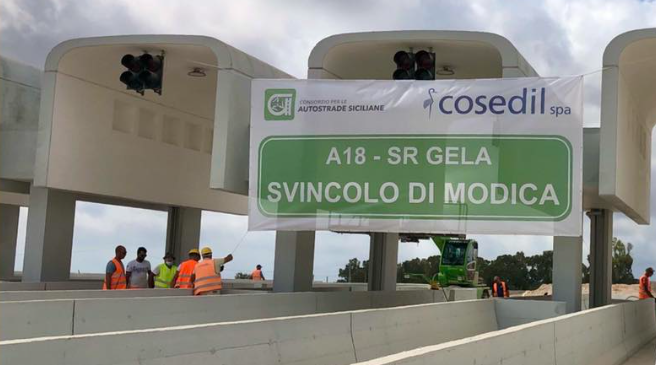 CONSORZIO PER LE
AUTOSTRADE SICILIANE
cosedil spa
A18 - SR GELA
SVINCOLO DI MODICA